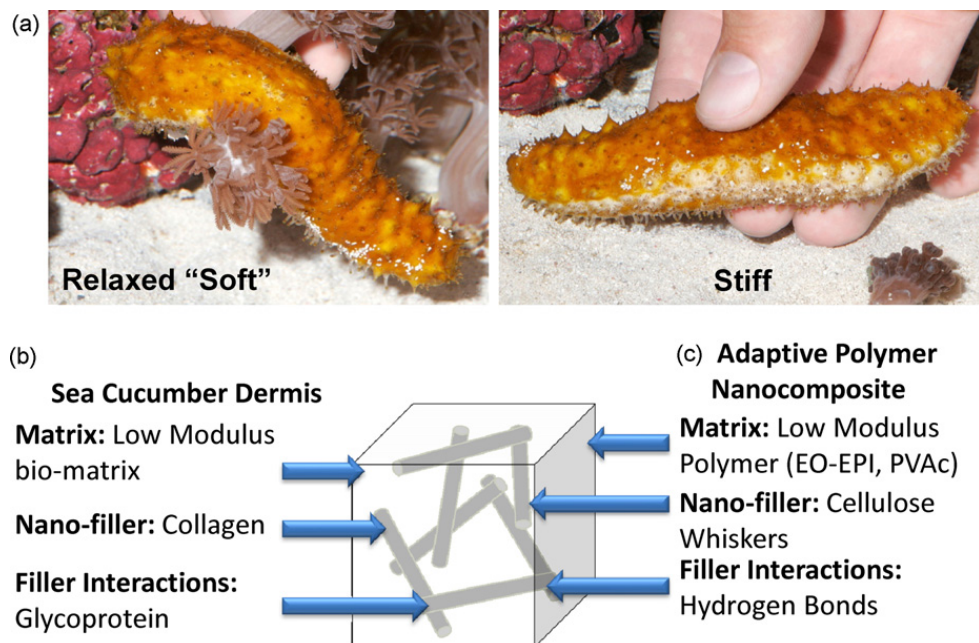 (a)
Relaxed “Soft”
Stiff
(b)
Sea Cucumber Dermis
Matrix: Low Modulus
bio-matrix
Nano-filler: Collagen
Filler Interactions:
Glycoprotein
(c) Adaptive Polymer
Nanocomposite
Matrix: Low Modulus
Polymer (EO-EPI, PVAc)
Nano-filler: Cellulose
Whiskers
Filler Interactions:
Hydrogen Bonds